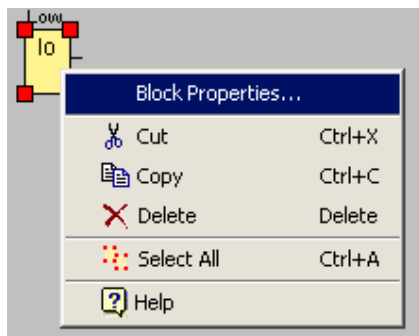 Low
lo
Block Properties...
Cut Ctrl+X
Copy Ctrl+C
Delete Delete
Select All Ctrl+A
Help